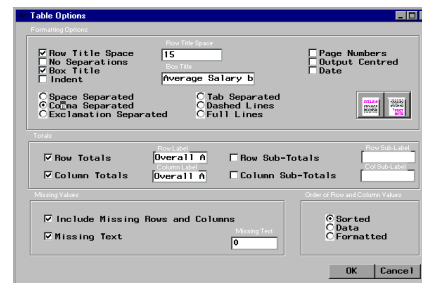 Table Options
Formatting Options
Row Title Space
Row Title Space
15
Page Numbers
No Separations
Output Centred
Box Title
Box Title
Average Salary b
Date
Indent
Space Separated
Tab Separated
Comma Separated
Dashed Lines
Exclamation Separated
Full Lines
Totals
Row Label
Row Sub-Label
Row Totals
Overall A
Row Sub-Totals
Column Label
Col Sub-Label
Column Totals
Overall A
Column Sub-Totals
Missing Values
Order of Row and Column Values
Include Missing Rows and Columns
Sorted
Missing Text
Missing Text
0
Data
Formatted
OK
Cancel